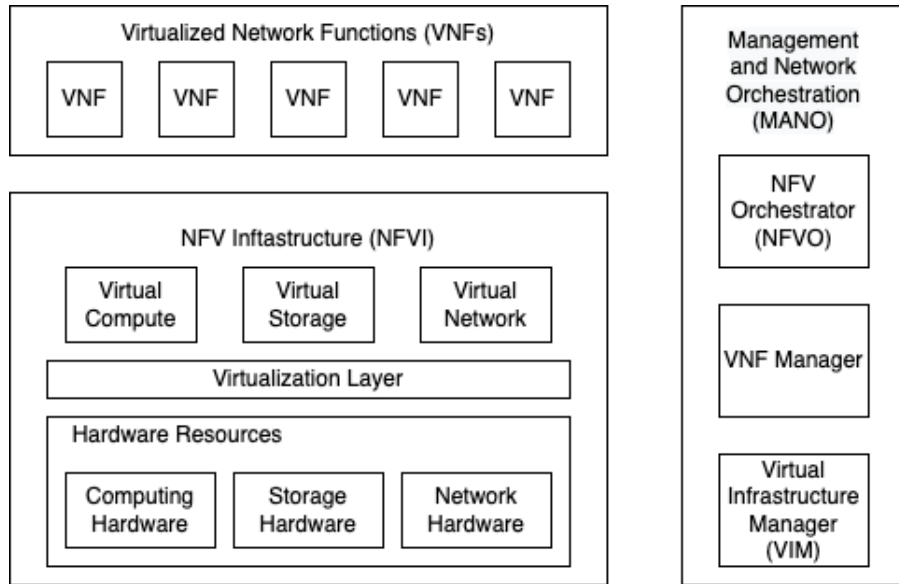 Virtualized Network Functions (VNFs)
VNF
VNF
VNF
VNF
VNF
NFV Inftastructure (NFVI)
Virtual
Compute
Virtual
Storage
Virtual
Network
Virtualization Layer
Hardware Resources
Computing
Hardware
Storage
Hardware
Network
Hardware
Management
and Network
Orchestration
(MANO)
NFV
Orchestrator
(NFVO)
VNF Manager
Virtual
Infrastructure
Manager
(VIM)